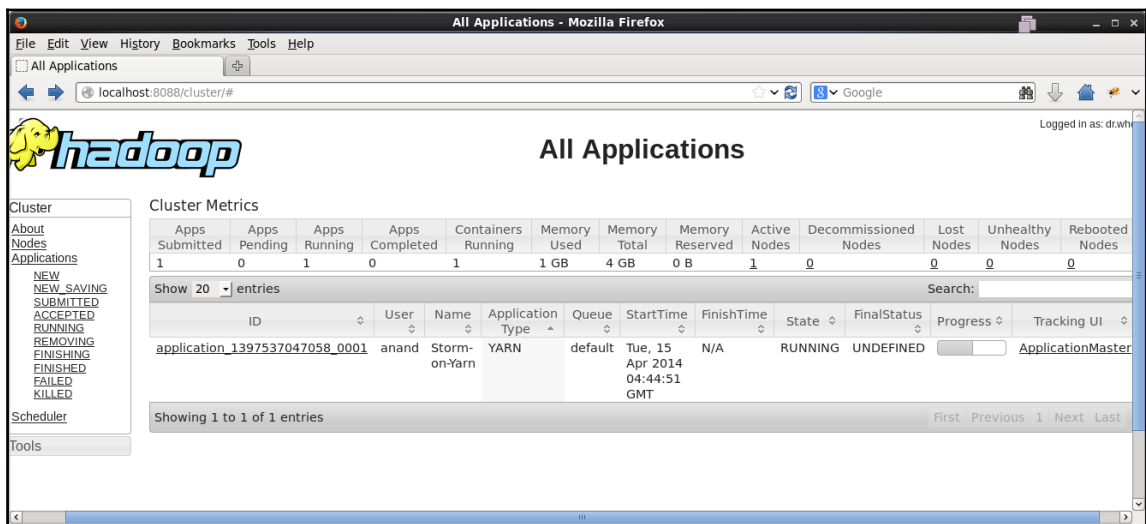 All Applications - Mozilla Firefox
File Edit View History Bookmarks Tools Help
All Applications
localhost:8088/cluster/#
Google
Logged in as: dr.who
hadoop
All Applications
Cluster
About
Nodes
Applications
NEW
NEW_SAVING
SUBMITTED
ACCEPTED
RUNNING
REMOVING
FINISHING
FINISHED
FAILED
KILLED
Scheduler
Tools
Cluster Metrics
Apps Submitted Apps Pending Apps Running Apps Completed Containers Running Memory Used Memory Total Memory Reserved Active Nodes Decommissioned Nodes Lost Nodes Unhealthy Nodes Rebooted Nodes
1 0 1 0 1 1 GB 4 GB 0 B 1 0 0 0 0
Show 20 entries Search:
ID User Name Application Type Queue StartTime FinishTime State FinalStatus Progress Tracking UI
application_1397537047058_0001 anand Storm- YARN default Tue, 15 N/A RUNNING UNDEFINED ApplicationMaster
on-Yarn Apr 2014
04:44:51
GMT
Showing 1 to 1 of 1 entries First Previous 1 Next Last